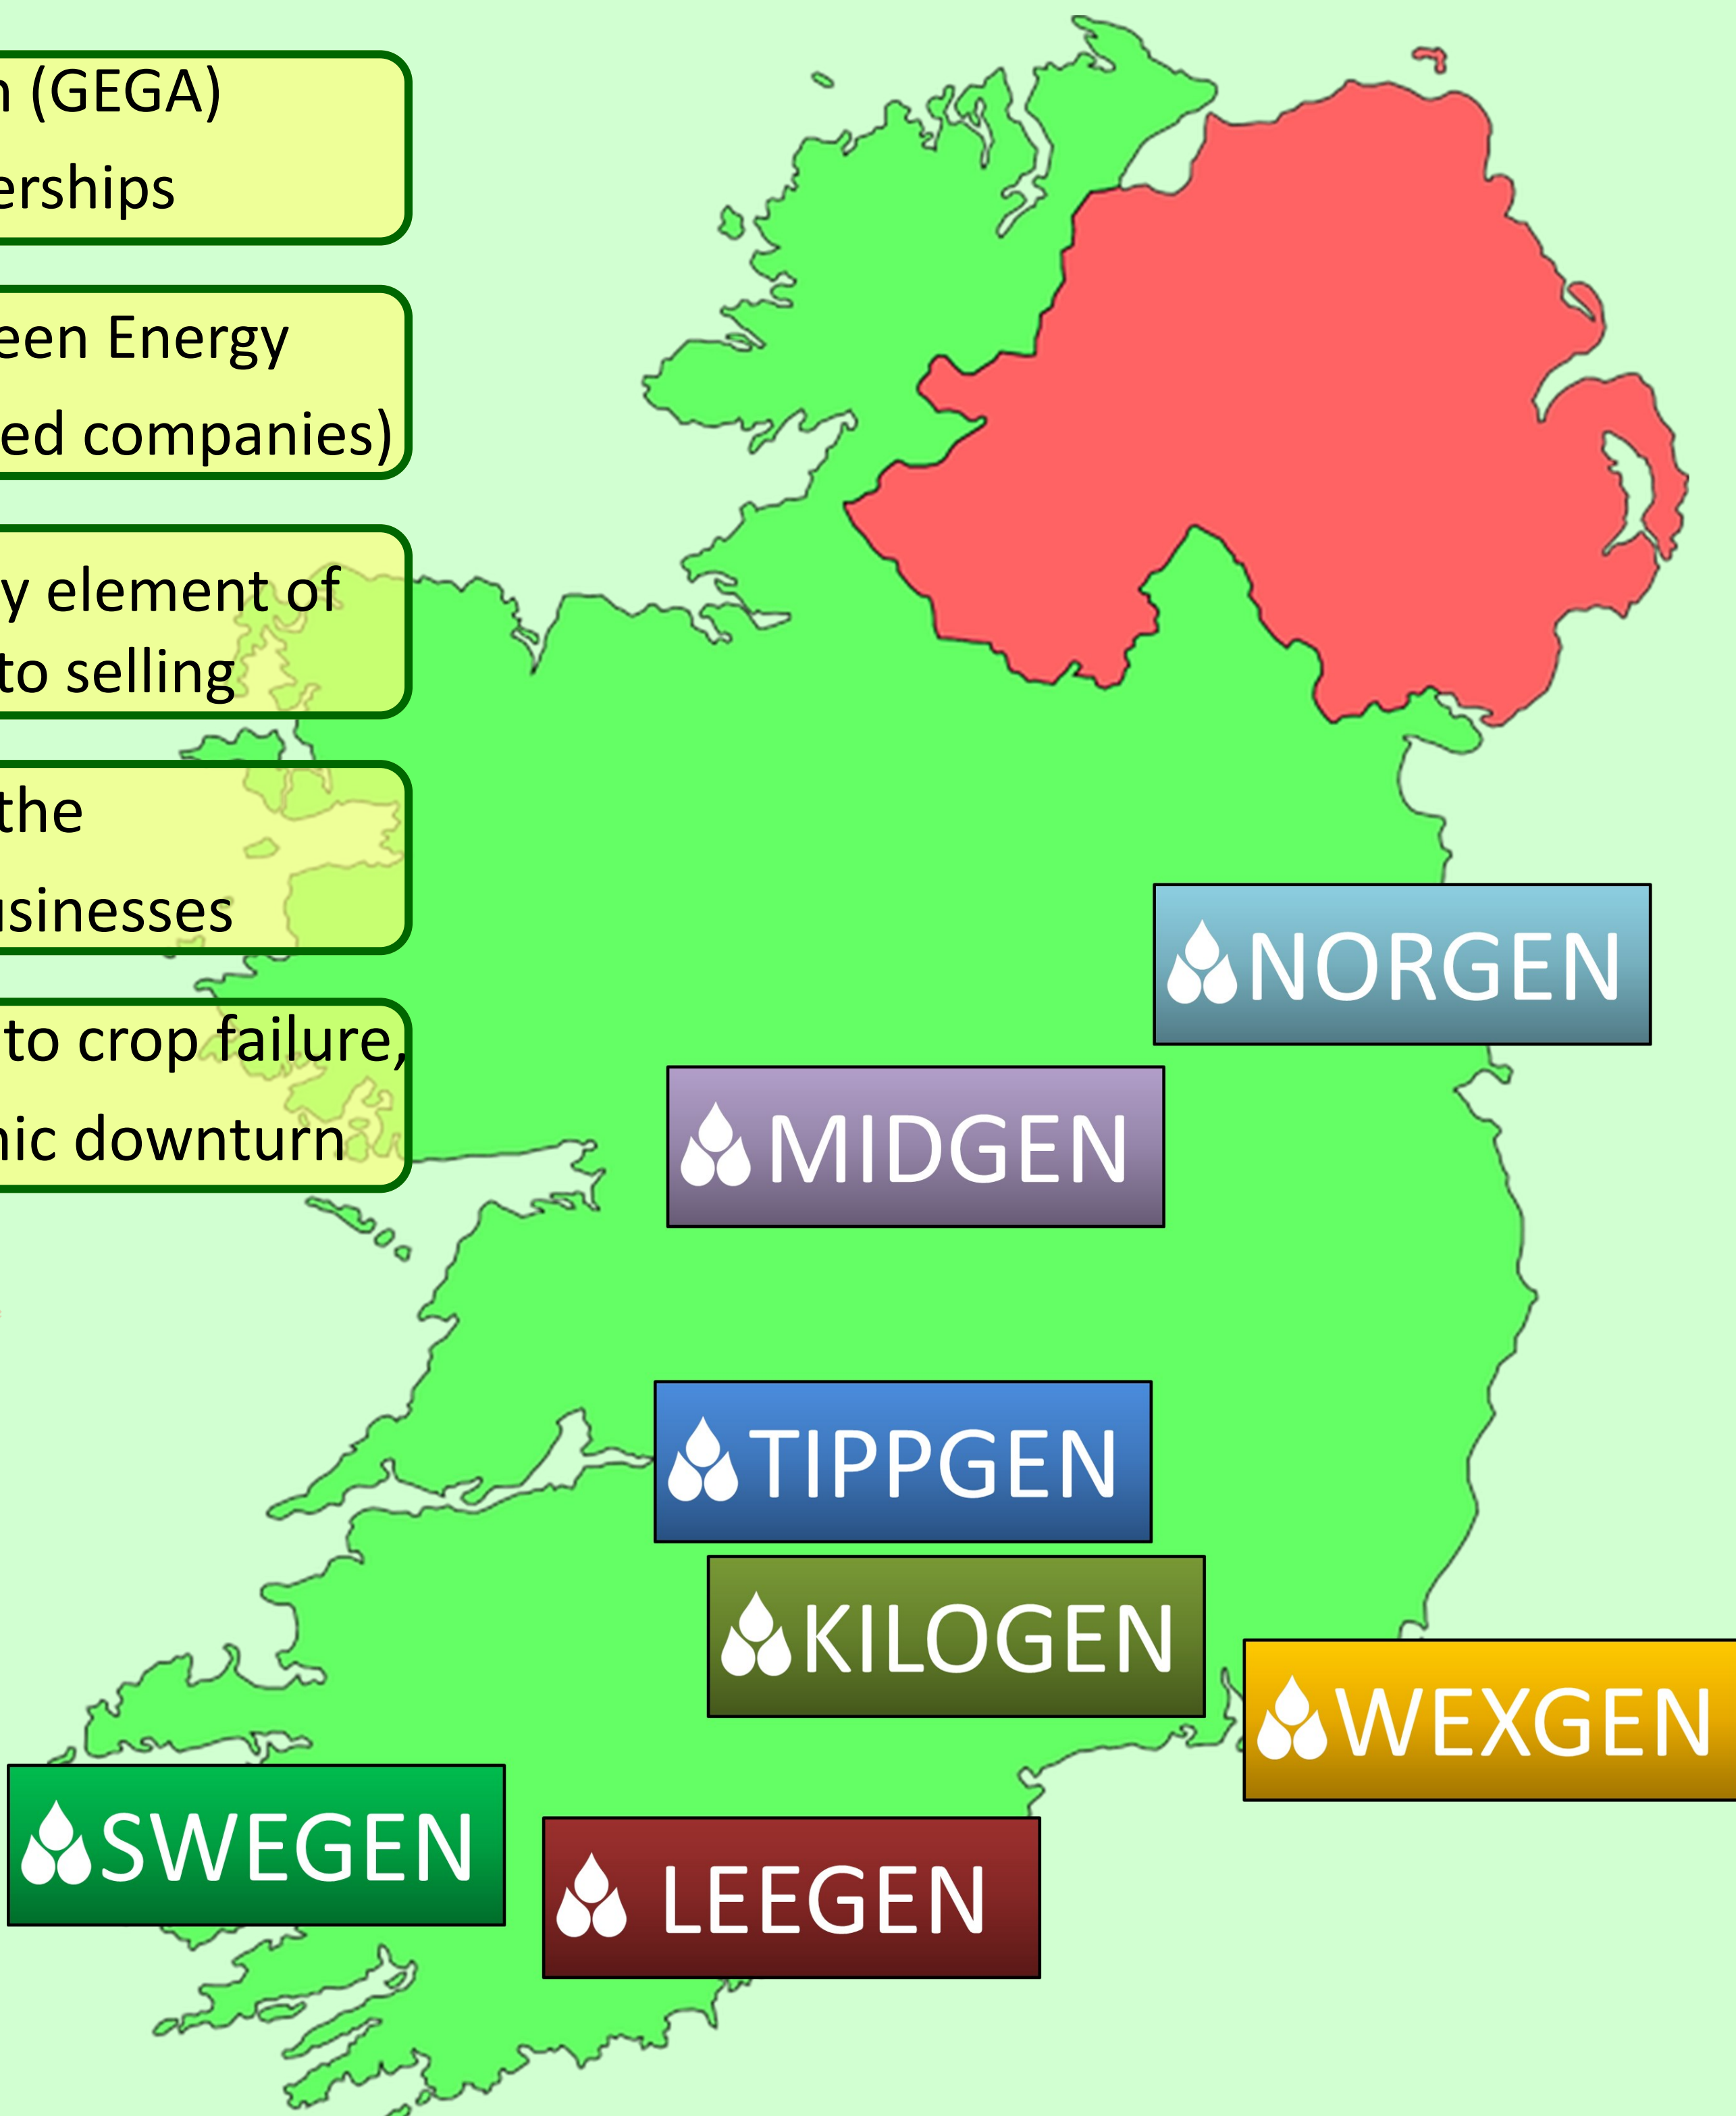 (GEGA)
erships
een Energy
ed companies)
y element of
to selling
the
usinesses
to crop failure,
nic downturn
NORGEN
MIDGEN
TIPPGEN
KILOGEN
WEXGEN
SWEGEN
LEEGEN